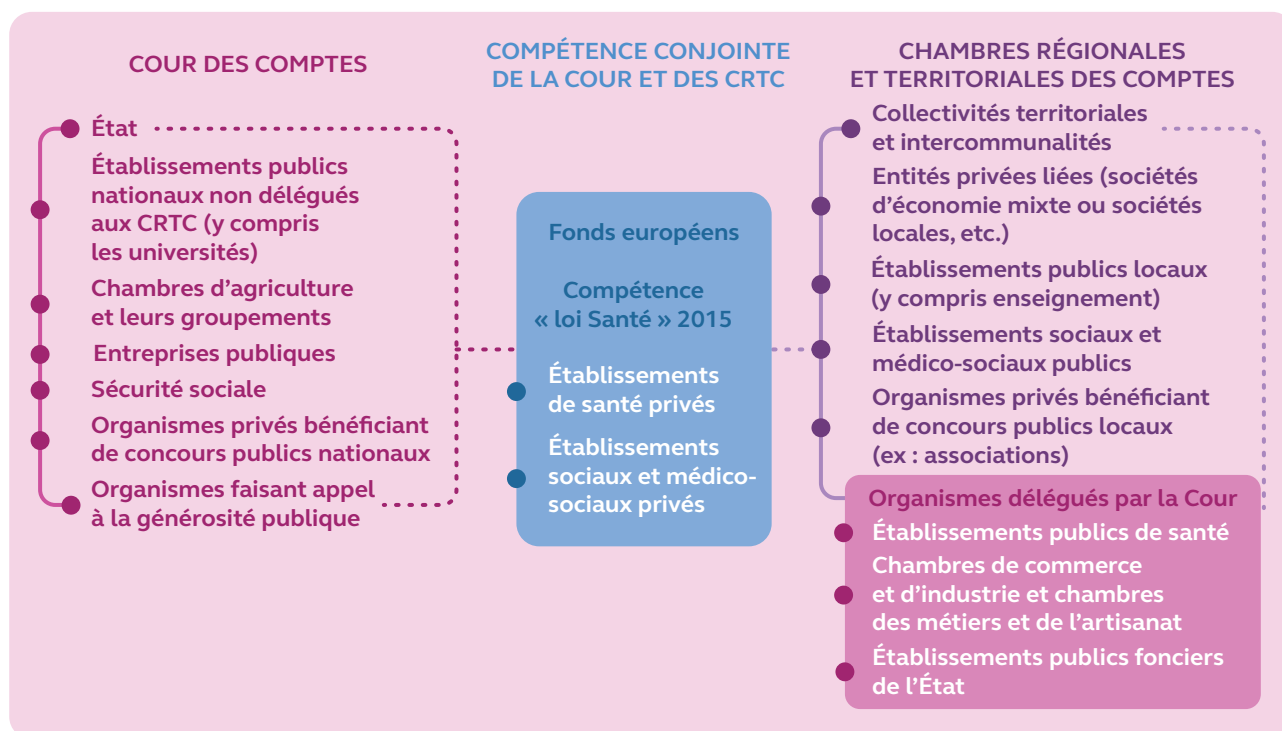 COUR DES COMPTES
État
Établissements publics
nationaux non délégués
aux CRTC (y compris
les universités)
Chambres d’agriculture
et leurs groupements
Entreprises publiques
Sécurité sociale
Organismes privés bénéficiant
de concours publics nationaux
Organismes faisant appel
à la générosité publique
COMPÉTENCE CONJOINTE
DE LA COUR ET DES CRTC
Fonds européens
Compétence
« loi Santé » 2015
Établissements
de santé privés
Établissements
sociaux et médico-
sociaux privés
CHAMBRES RÉGIONALES
ET TERRITORIALES DES COMPTES
Collectivités territoriales
et intercommunalités
Entités privées liées (sociétés
d’économie mixte ou sociétés
locales, etc.)
Établissements publics locaux
(y compris enseignement)
Établissements sociaux et
médico-sociaux publics
Organismes privés bénéficiant
de concours publics locaux
(ex : associations)
Organismes délégués par la Cour
Établissements publics de santé
Chambres de commerce
et d’industrie et chambres
des métiers et de l’artisanat
Établissements publics fonciers
de l’État